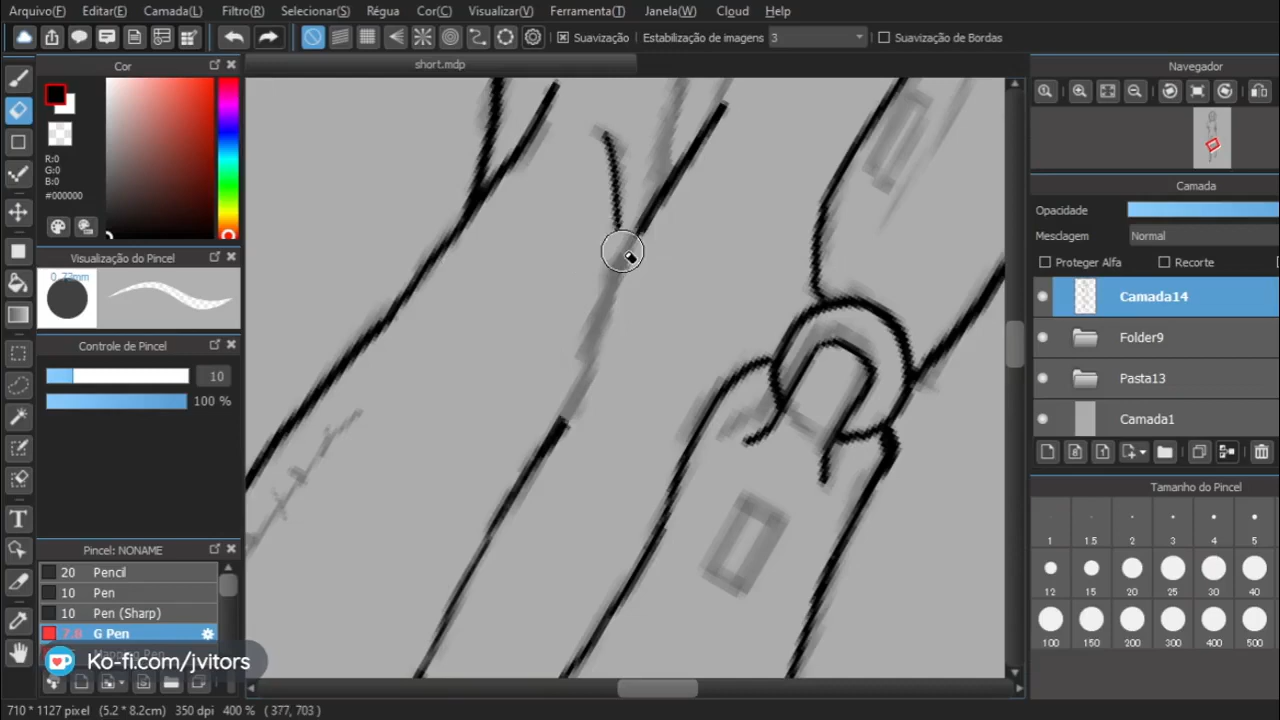 Arquivo(F) Editar(E) Camada(L) Filtro(R) Selecionar(S) Régua Cor(C) Visualizar(V) Ferramenta(T) Janela(W) Cloud Help
Suavização Estabilização de imagens 3 Suavização de Bordas
Cor
short.mdp
Navegador
R:0
G:0
B:0
#000000
Camada
Opacidade
Mesclagem Normal
Proteger Alfa Recorte
Visualização do Pincel
0.73mm
Camada14
Folder9
Controle de Pincel
10
Pasta13
100 %
Camada1
Tamanho do Pincel
1 1.5 2 3 4 5
12 15 20 25 30 40
100 150 200 300 400 500
Pincel: NONAME
20 Pencil
10 Pen
10 Pen (Sharp)
7.0 G Pen
Ko-fi.com/jvitors
710 * 1127 pixel (5.2 * 8.2cm) 350 dpi 400 % ( 377, 703 )